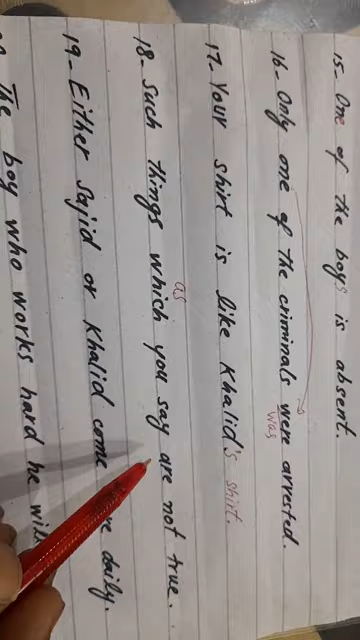 15- One of the boys is absent.
16- Only one of the criminals were arrested.
was
17- Your shirt is like Khalid's shirt.
as
18- Such things which you say are not true.
19- Either Sajid or Khalid come daily.
The boy who works hard he